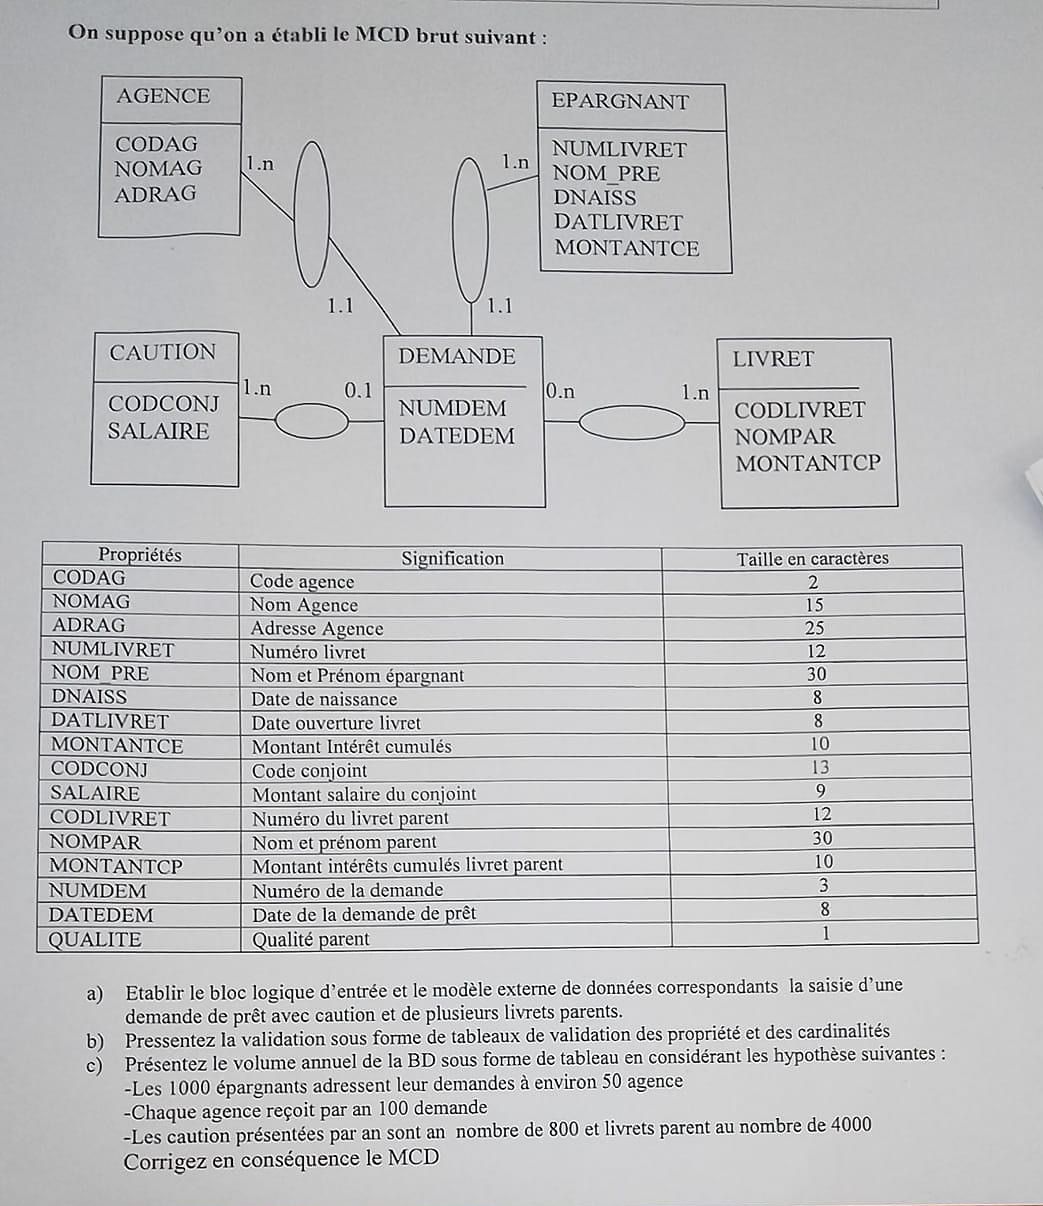 On suppose qu'on a établi le MCD brut suivant :
AGENCE
CODAG
NOMAG
ADRAG
1.n
1.1
EPARGNANT
NUMLIVRET
NOM_PRE
DNAISS
DATLIVRET
MONTANTCE
1.n
1.1
CAUTION
CODCONJ
SALAIRE
1.n
0.1
DEMANDE
NUMDEM
DATEDEM
0.n
1.n
LIVRET
CODLIVRET
NOMPAR
MONTANTCP
Propriétés Signification Taille en caractères
CODAG Code agence 2
NOMAG Nom Agence 15
ADRAG Adresse Agence 25
NUMLIVRET Numéro livret 12
NOM_PRE Nom et Prénom épargnant 30
DNAISS Date de naissance 8
DATLIVRET Date ouverture livret 8
MONTANTCE Montant Intérêt cumulés 10
CODCONJ Code conjoint 13
SALAIRE Montant salaire du conjoint 9
CODLIVRET Numéro du livret parent 12
NOMPAR Nom et prénom parent 30
MONTANTCP Montant intérêts cumulés livret parent 10
NUMDEM Numéro de la demande 3
DATEDEM Date de la demande de prêt 8
QUALITE Qualité parent 1
a) Etablir le bloc logique d'entrée et le modèle externe de données correspondants la saisie d'une
demande de prêt avec caution et de plusieurs livrets parents.
b) Pressentez la validation sous forme de tableaux de validation des propriété et des cardinalités
c) Présentez le volume annuel de la BD sous forme de tableau en considérant les hypothèse suivantes :
-Les 1000 épargnants adressent leur demandes à environ 50 agence
-Chaque agence reçoit par an 100 demande
-Les caution présentées par an sont an nombre de 800 et livrets parent au nombre de 4000
Corrigez en conséquence le MCD